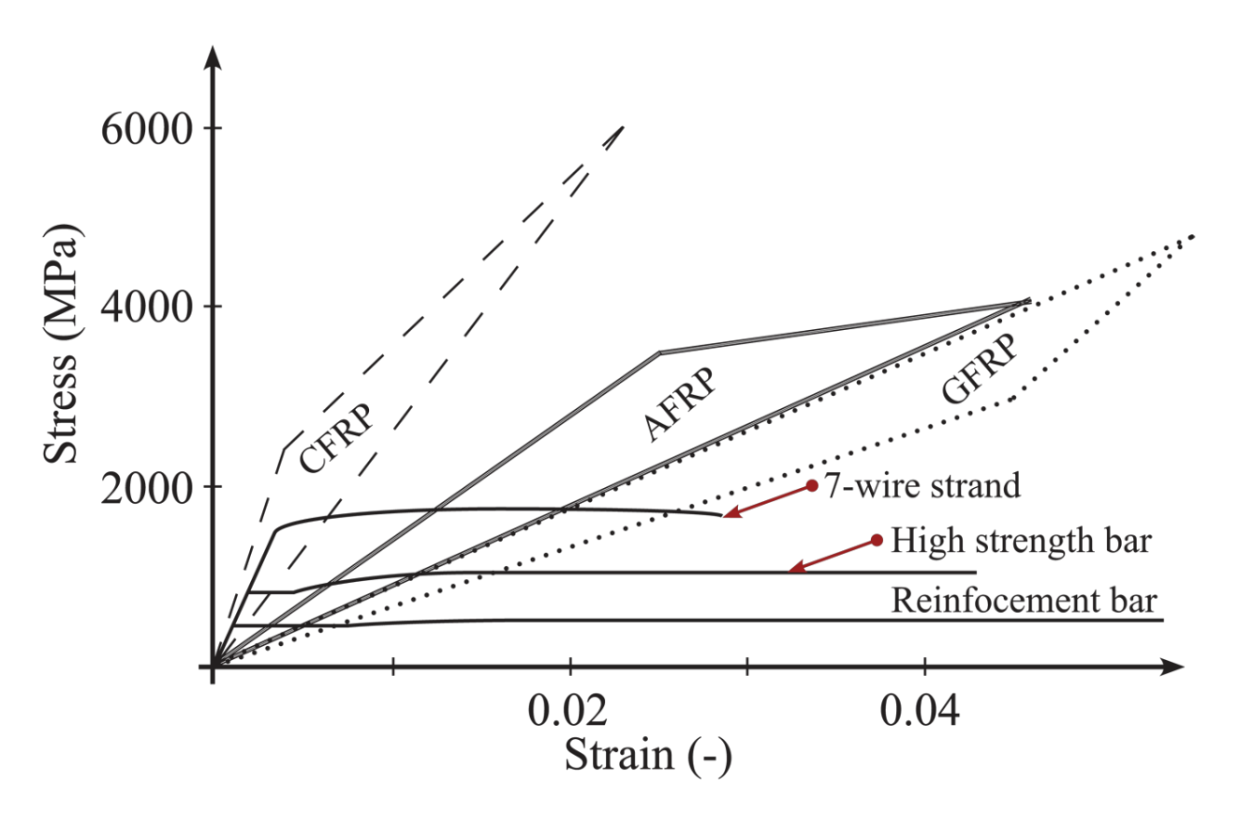 6000
4000
2000
Stress (MPa)
CFRP
AFRP
GFRP
7-wire strand
High strength bar
Reinfocement bar
0.02
0.04
Strain (-)